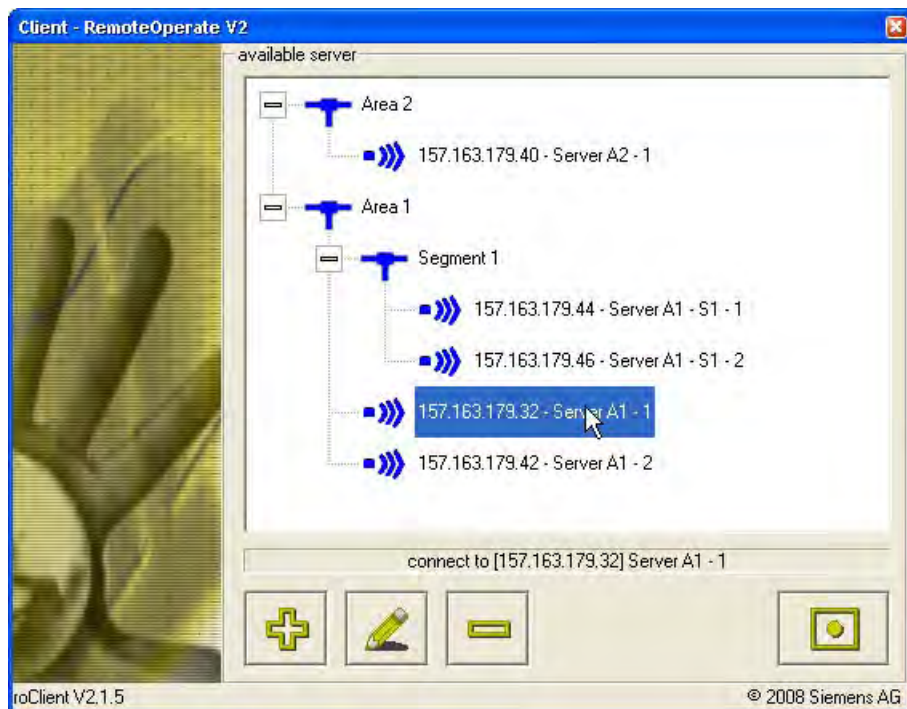 Client - RemoteOperate V2
available server
Area 2
157.163.179.40 - Server A2 - 1
Area 1
Segment 1
157.163.179.44 - Server A1 - S1 - 1
157.163.179.46 - Server A1 - S1 - 2
157.163.179.32 - Server A1 - 1
157.163.179.42 - Server A1 - 2
connect to [157.163.179.32] Server A1 - 1
roClient V2.1.5
© 2008 Siemens AG